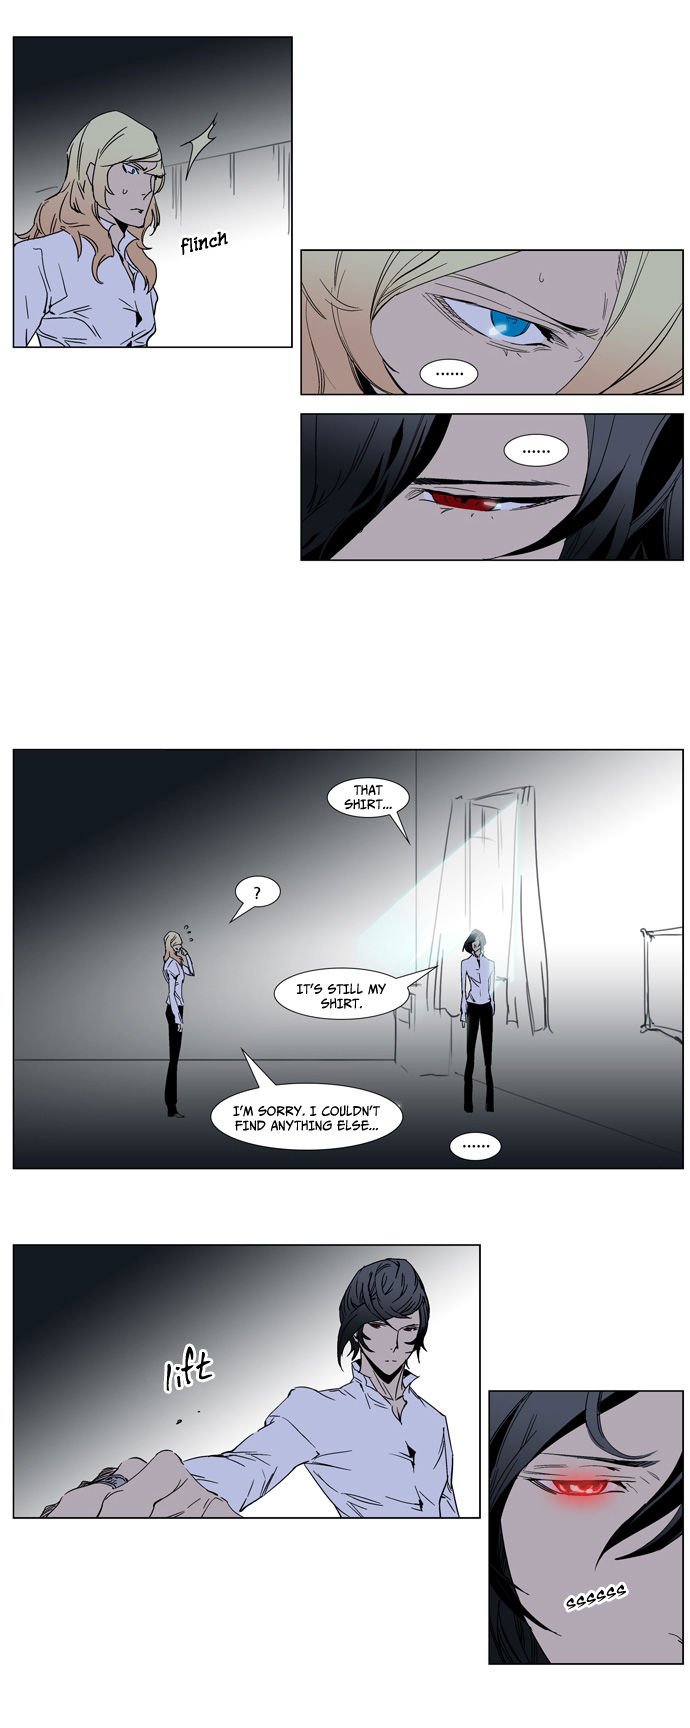 flinch
......
......
THAT
SHIRT...
?
IT'S STILL MY
SHIRT.
I'M SORRY. I COULDN'T
FIND ANYTHING ELSE...
......
lift
ssssss